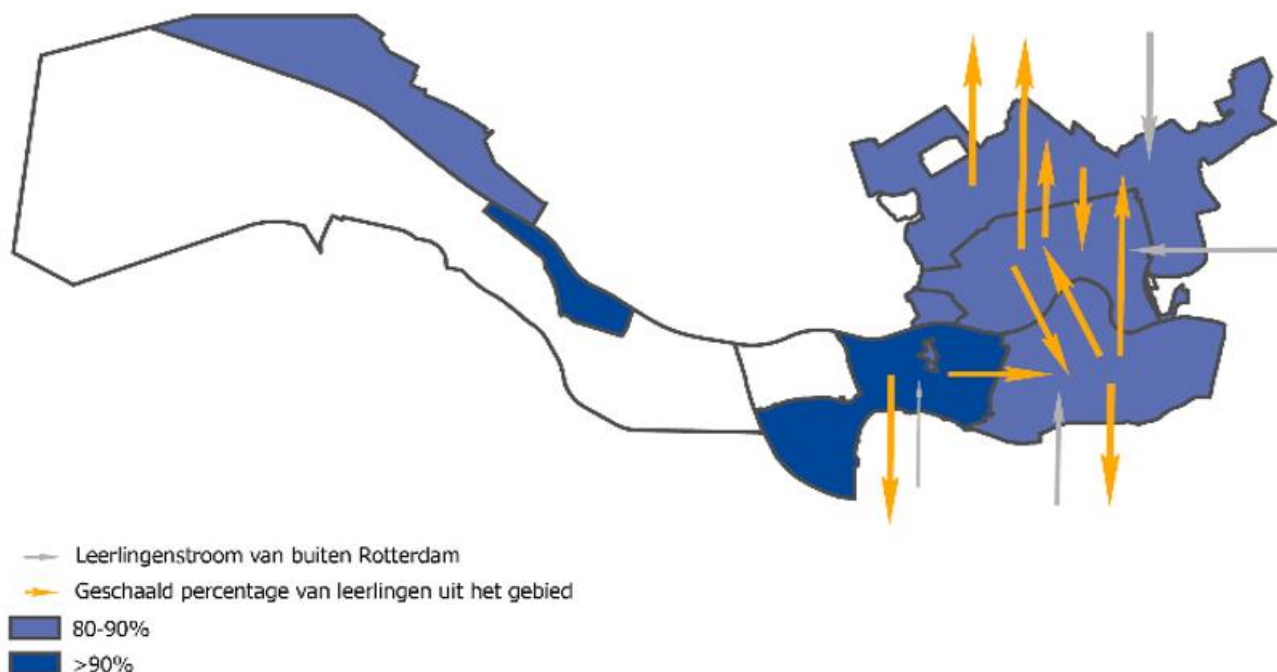 Leerlingenstroom van buiten Rotterdam
Geschaald percentage van leerlingen uit het gebied
80-90%
>90%